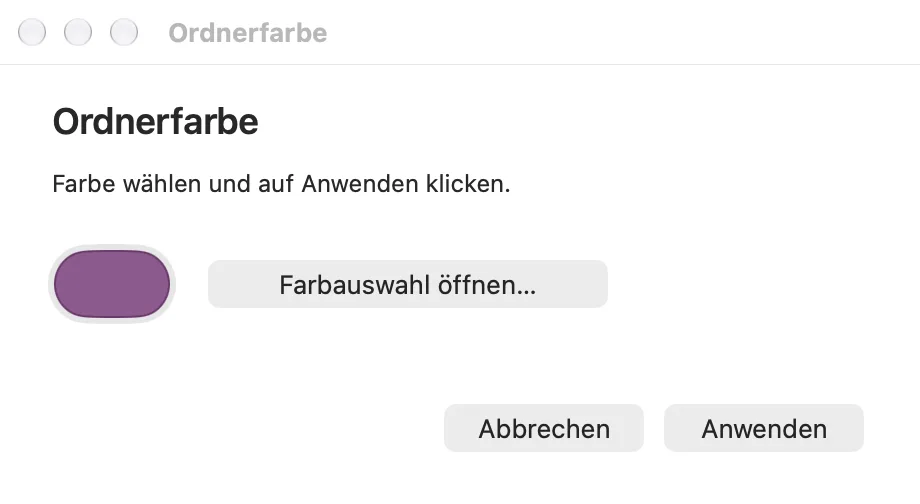 Ordnerfarbe
Ordnerfarbe
Farbe wählen und auf Anwenden klicken.
Farbauswahl öffnen...
Abbrechen
Anwenden